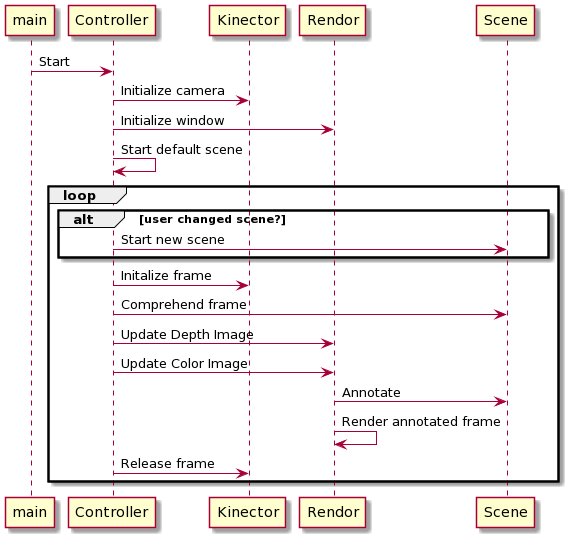 main Controller Kinector Rendor Scene
Start
Initialize camera
Initialize window
Start default scene
loop
alt [user changed scene?]
Start new scene
Initalize frame
Comprehend frame
Update Depth Image
Update Color Image
Annotate
Render annotated frame
Release frame
main Controller Kinector Rendor Scene